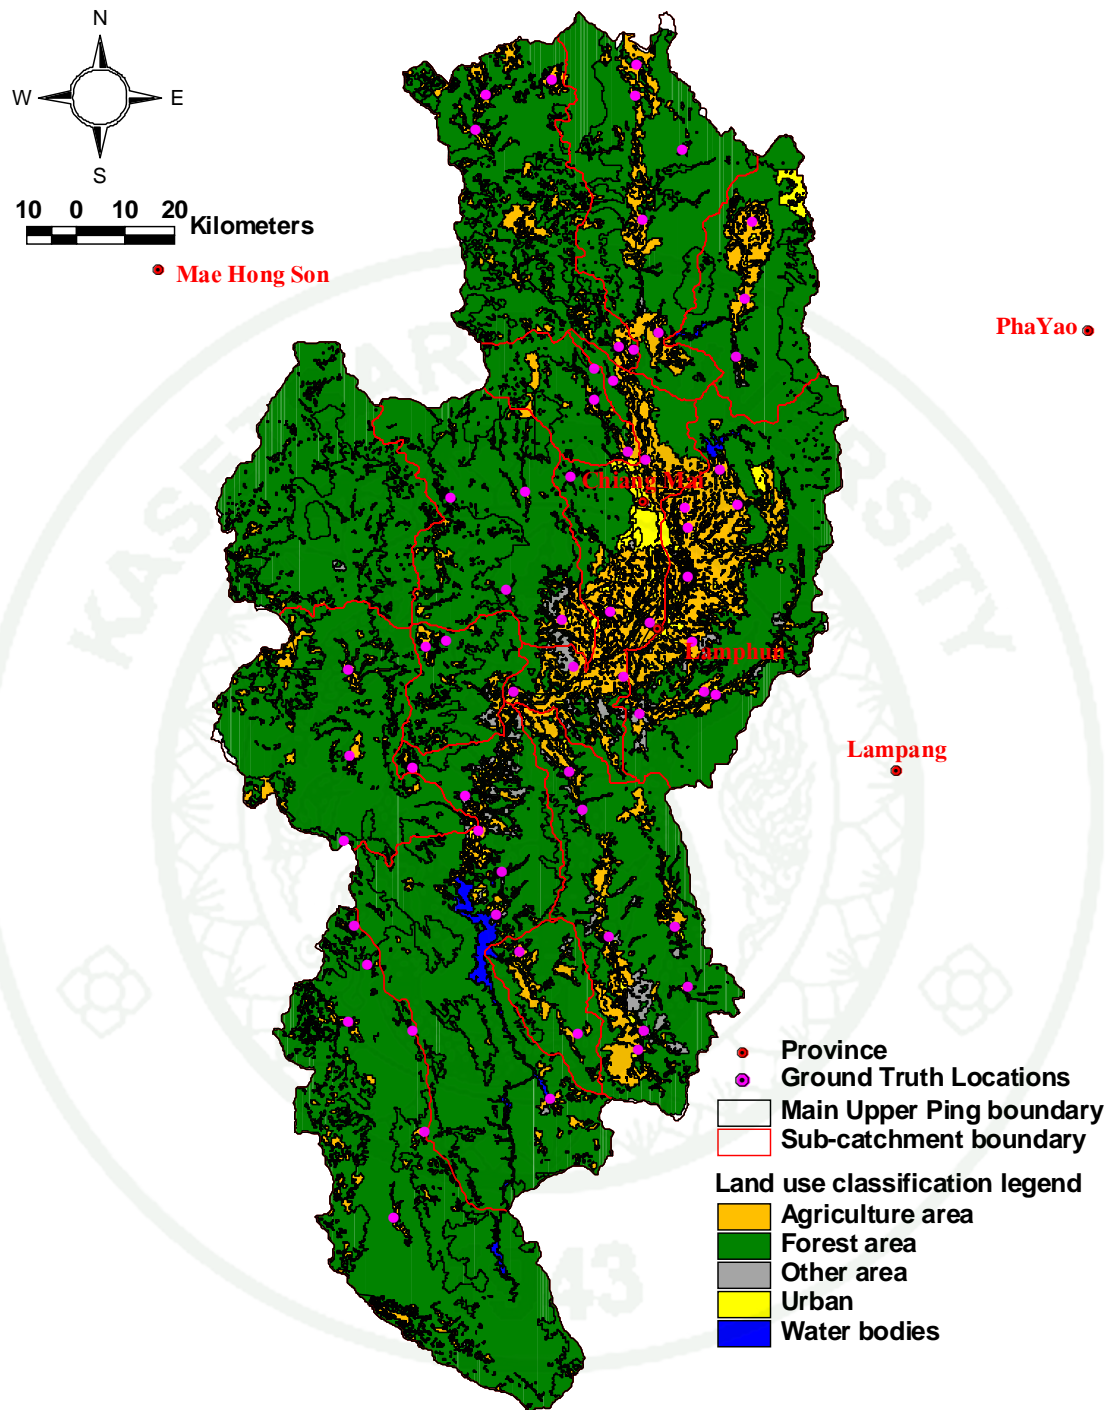 N
W E
S
10 0 10 20 Kilometers
Mae Hong Son
PhaYao
Chiang Mai
Lamphun
Lampang
Province
Ground Truth Locations
Main Upper Ping boundary
Sub-catchment boundary
Land use classification legend
Agriculture area
Forest area
Other area
Urban
Water bodies
43